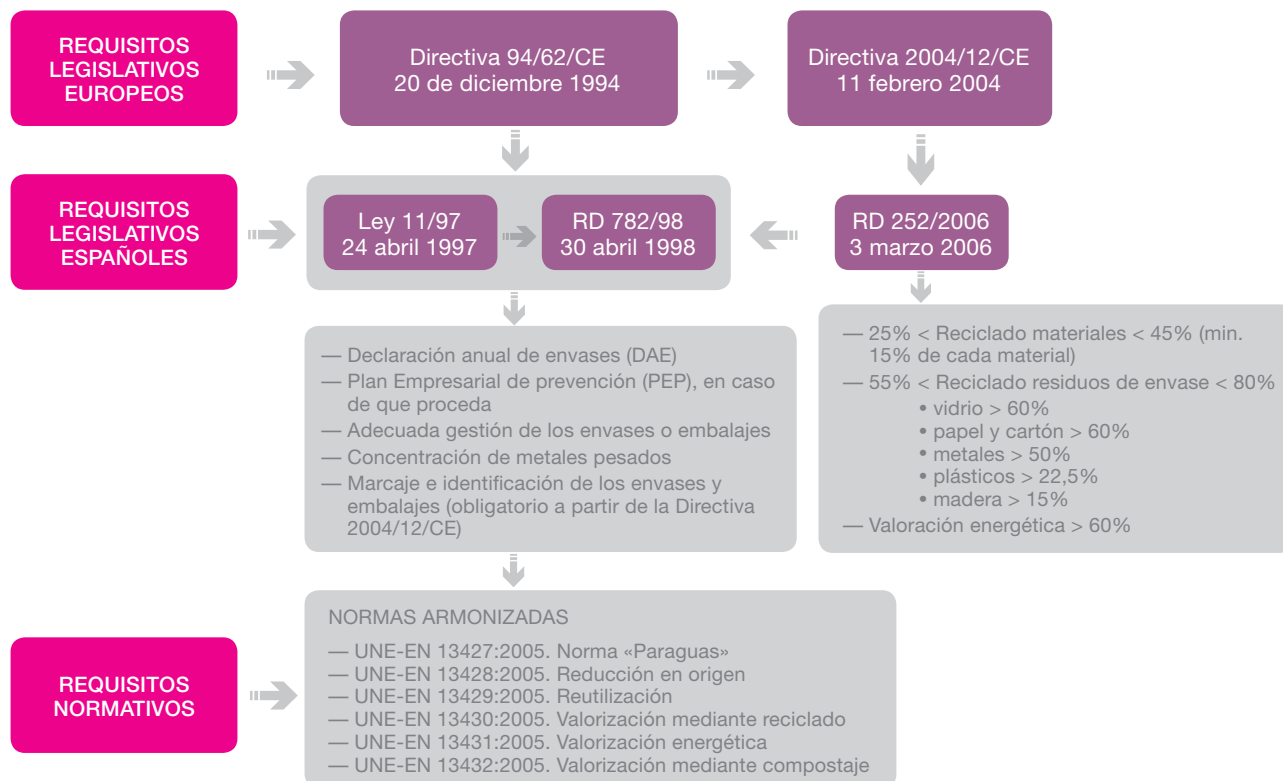 REQUISITOS
LEGISLATIVOS
EUROPEOS
Directiva 94/62/CE
20 de diciembre 1994
Directiva 2004/12/CE
11 febrero 2004
REQUISITOS
LEGISLATIVOS
ESPAÑOLES
Ley 11/97
24 abril 1997
RD 782/98
30 abril 1998
RD 252/2006
3 marzo 2006
— Declaración anual de envases (DAE)
— Plan Empresarial de prevención (PEP), en caso
de que proceda
— Adecuada gestión de los envases o embalajes
— Concentración de metales pesados
— Marcaje e identificación de los envases y
embalajes (obligatorio a partir de la Directiva
2004/12/CE)
— 25% < Reciclado materiales < 45% (min.
15% de cada material)
— 55% < Reciclado residuos de envase < 80%
• vidrio > 60%
• papel y cartón > 60%
• metales > 50%
• plásticos > 22,5%
• madera > 15%
— Valoración energética > 60%
REQUISITOS
NORMATIVOS
NORMAS ARMONIZADAS
— UNE-EN 13427:2005. Norma «Paraguas»
— UNE-EN 13428:2005. Reducción en origen
— UNE-EN 13429:2005. Reutilización
— UNE-EN 13430:2005. Valorización mediante reciclado
— UNE-EN 13431:2005. Valorización energética
— UNE-EN 13432:2005. Valorización mediante compostaje